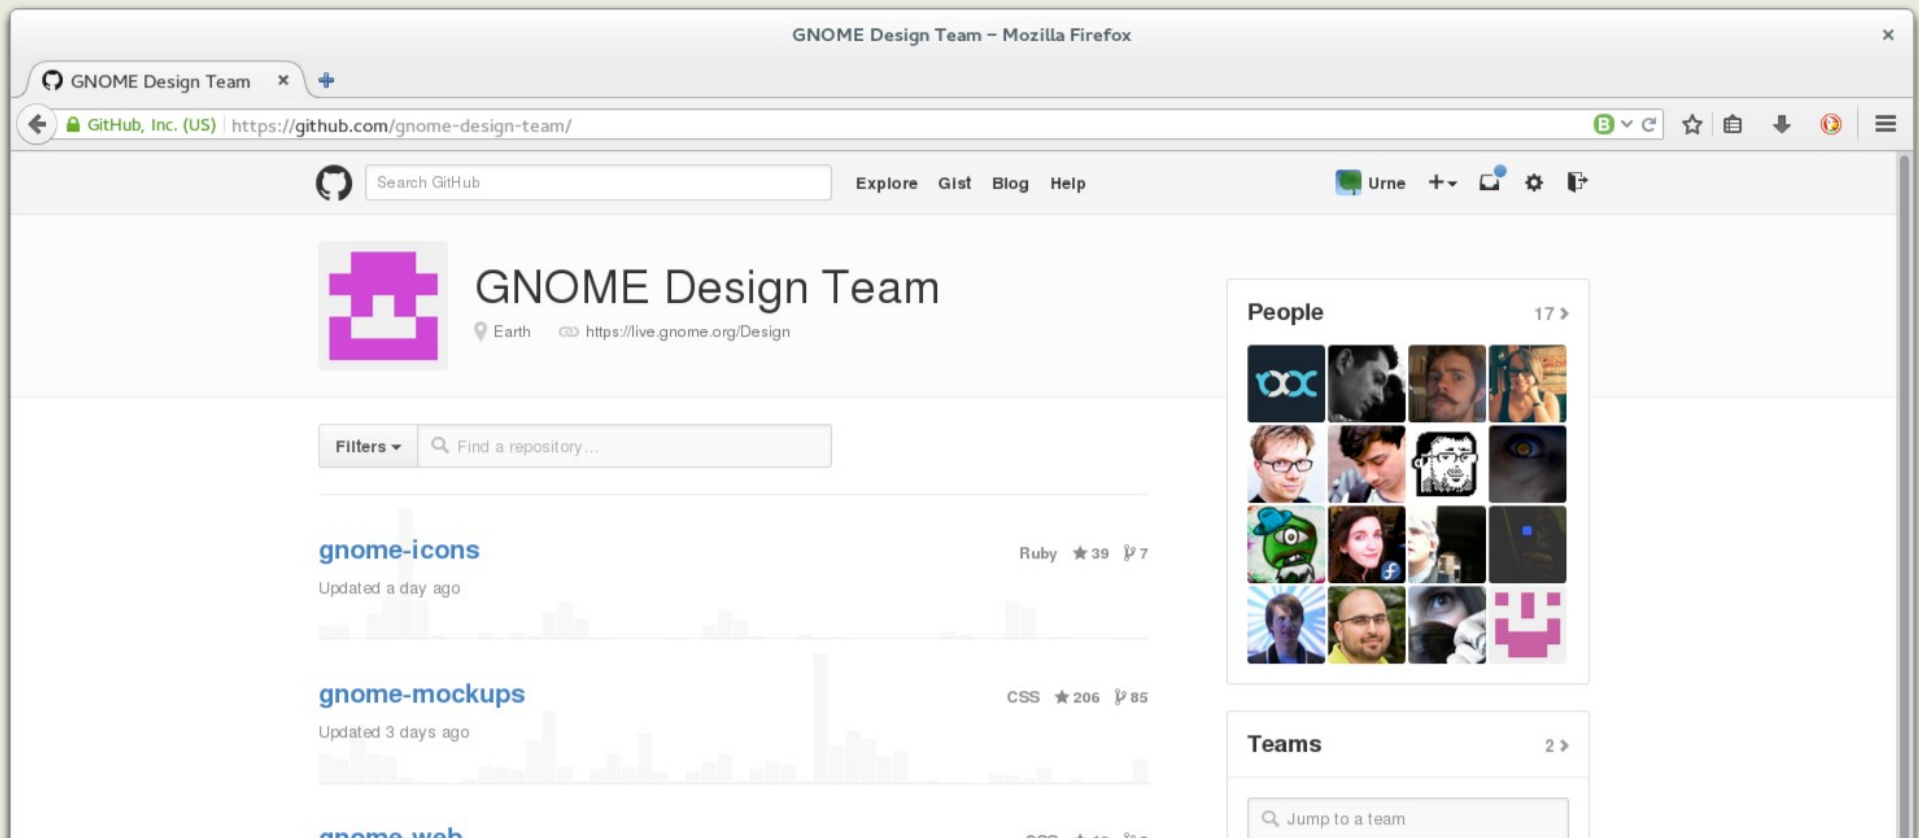 GNOME Design Team – Mozilla Firefox
GNOME Design Team
GitHub, Inc. (US) https://github.com/gnome-design-team/
Search GitHub
Explore Gist Blog Help
Urne
GNOME Design Team
Earth https://live.gnome.org/Design
People 17
Filters
Find a repository...
gnome-icons
Ruby 39 7
Updated a day ago
gnome-mockups
CSS 206 85
Updated 3 days ago
Teams 2
Jump to a team
gnome-web
CSS